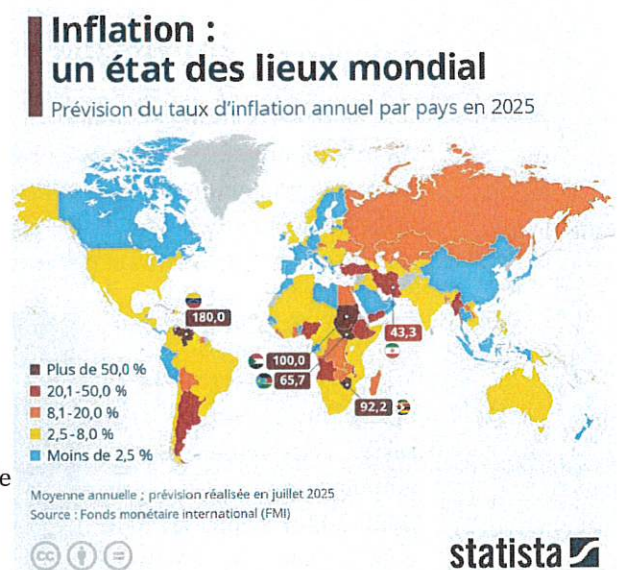 Inflation :
un état des lieux mondial
Prévision du taux d'inflation annuel par pays en 2025
180,0
43,3
100,0
65,7
92,2
Plus de 50,0 %
20,1-50,0 %
8,1-20,0 %
2,5-8,0 %
Moins de 2,5 %
e
Moyenne annuelle ; prévision réalisée en juillet 2025
Source : Fonds monétaire international (FMI)
cc
statista